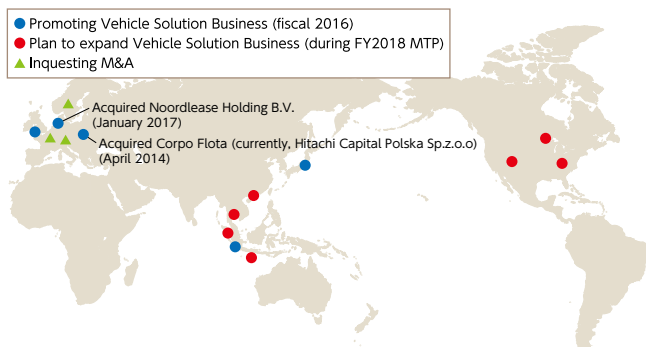 Promoting Vehicle Solution Business (fiscal 2016)
Plan to expand Vehicle Solution Business (during FY2018 MTP)
Inquesting M&A
Acquired Noordlease Holding B.V.
(January 2017)
Acquired Corpo Flota (currently, Hitachi Capital Polska Sp.z.o.o)
(April 2014)